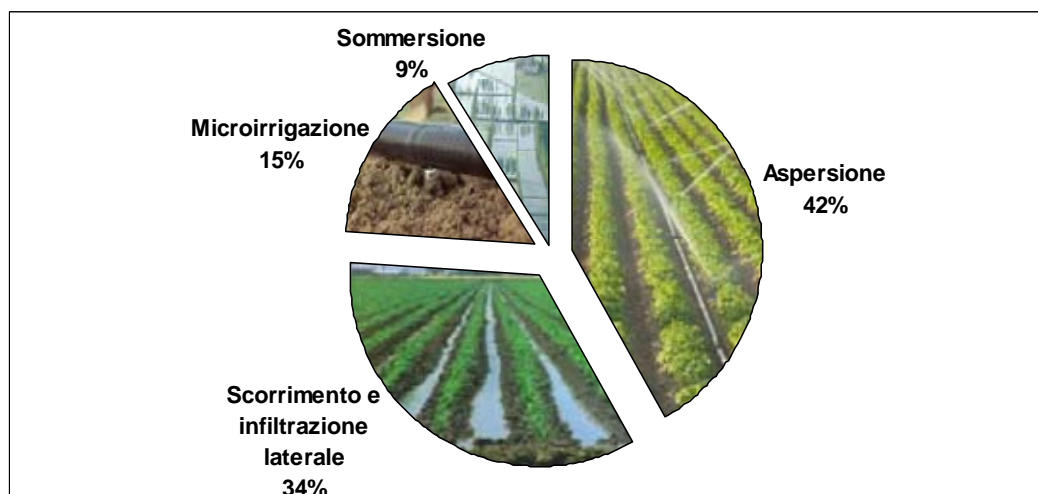 Sommersione
9%
Microirrigazione
15%
Aspersione
42%
Scorrimento e
infiltrazione
laterale
34%